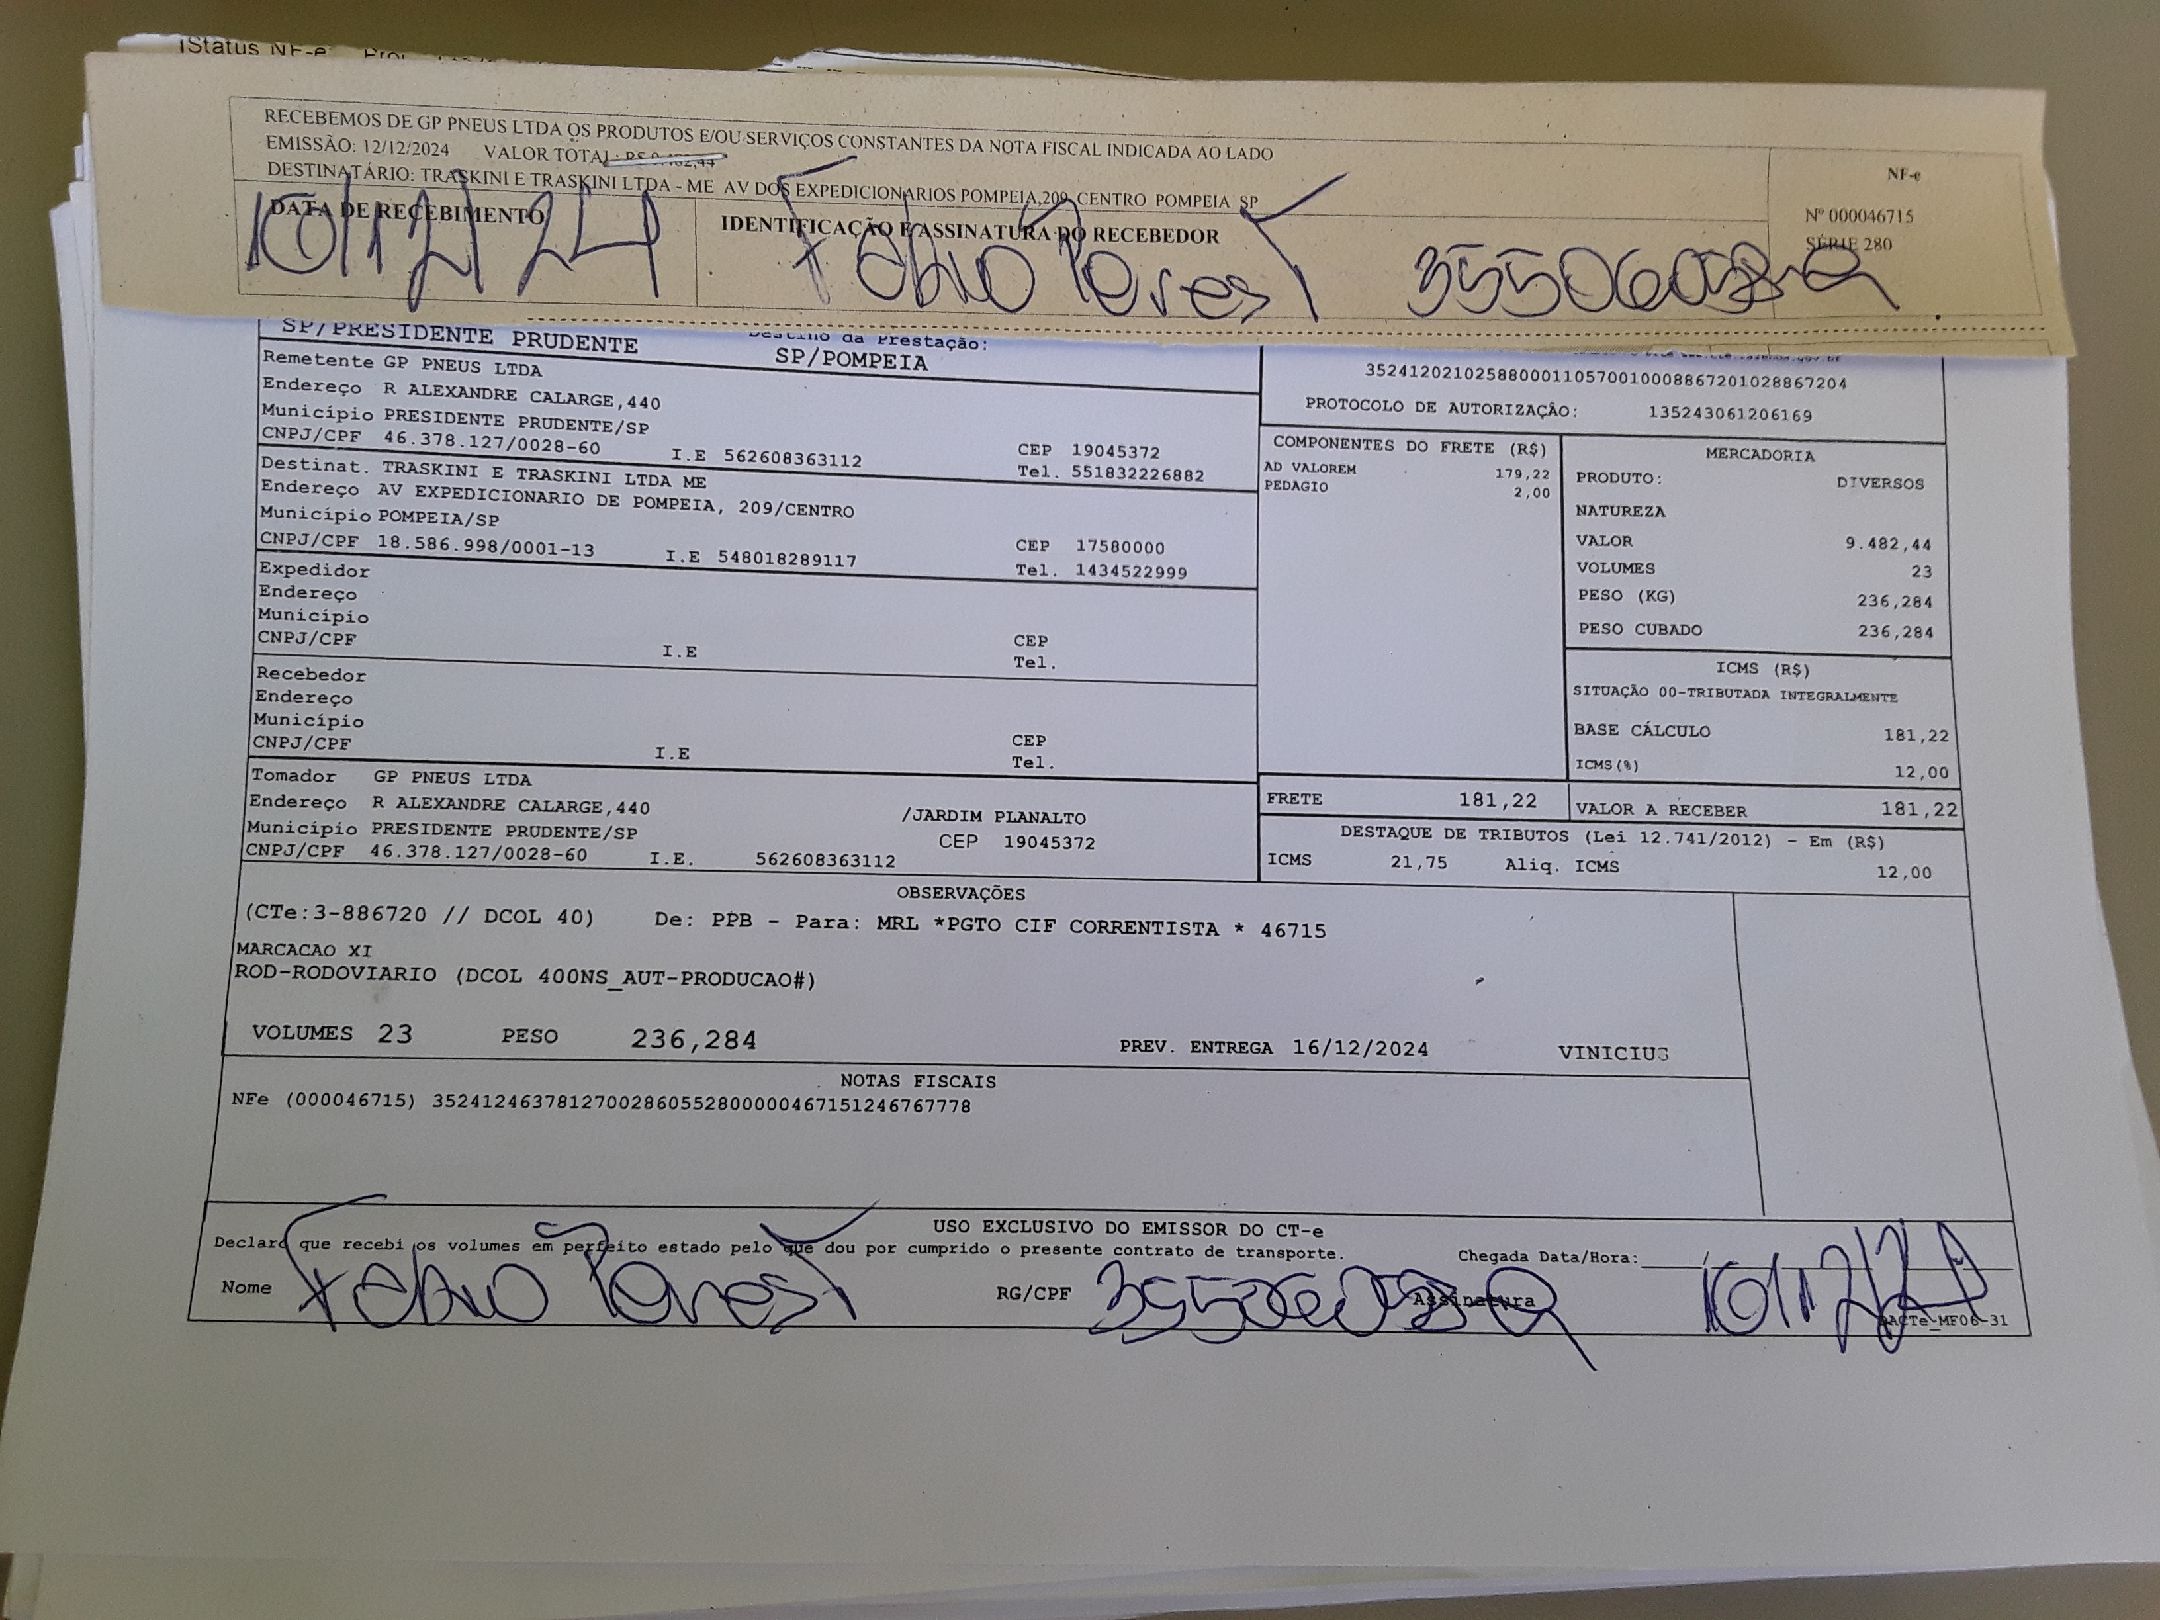 RECEBEMOS DE GP PNEUS LTDA OS PRODUTOS E/OU SERVIÇOS CONSTANTES DA NOTA FISCAL INDICADA AO LADO
EMISSÃO: 12/12/2024 VALOR TOTAL:
DESTINATÁRIO: TRASKINI E TRASKINI LTDA - ME AV DOS EXPEDICIONARIOS POMPEIA,209 CENTRO POMPEIA SP
NF-e
Nº 000046715
SÉRIE 280
DATA DE RECEBIMENTO
IDENTIFICAÇÃO E ASSINATURA DO RECEBEDOR
SP/PRESIDENTE PRUDENTE
Destino da Prestação:
SP/POMPEIA
Remetente GP PNEUS LTDA
Endereço R ALEXANDRE CALARGE,440
Município PRESIDENTE PRUDENTE/SP
CNPJ/CPF 46.378.127/0028-60 I.E 562608363112 CEP 19045372
Tel. 551832226882
Destinat. TRASKINI E TRASKINI LTDA ME
Endereço AV EXPEDICIONARIO DE POMPEIA, 209/CENTRO
Município POMPEIA/SP
CNPJ/CPF 18.586.998/0001-13 I.E 548018289117 CEP 17580000
Tel. 1434522999
Expedidor
Endereço
Município
CNPJ/CPF I.E CEP
Tel.
Recebedor
Endereço
Município
CNPJ/CPF I.E CEP
Tel.
Tomador GP PNEUS LTDA
Endereço R ALEXANDRE CALARGE,440 /JARDIM PLANALTO
Município PRESIDENTE PRUDENTE/SP CEP 19045372
CNPJ/CPF 46.378.127/0028-60 I.E. 562608363112
35241202102588000110570010008867201028867204
PROTOCOLO DE AUTORIZAÇÃO: 135243061206169
COMPONENTES DO FRETE (R$)
AD VALOREM 179,22
PEDAGIO 2,00
MERCADORIA
PRODUTO: DIVERSOS
NATUREZA
VALOR 9.482,44
VOLUMES 23
PESO (KG) 236,284
PESO CUBADO 236,284
ICMS (R$)
SITUAÇÃO 00-TRIBUTADA INTEGRALMENTE
BASE CÁLCULO 181,22
ICMS(%) 12,00
FRETE 181,22 VALOR A RECEBER 181,22
DESTAQUE DE TRIBUTOS (Lei 12.741/2012) - Em (R$)
ICMS 21,75 Aliq. ICMS 12,00
OBSERVAÇÕES
(CTe:3-886720 // DCOL 40) De: PPB - Para: MRL *PGTO CIF CORRENTISTA * 46715
MARCACAO XI
ROD-RODOVIARIO (DCOL 400NS_AUT-PRODUCAO#)
VOLUMES 23 PESO 236,284 PREV. ENTREGA 16/12/2024 VINICIUS
NOTAS FISCAIS
NFe (000046715) 35241246378127002860552800000467151246767778
USO EXCLUSIVO DO EMISSOR DO CT-e
Declaro que recebi os volumes em perfeito estado pelo que dou por cumprido o presente contrato de transporte. Chegada Data/Hora:
Nome RG/CPF Assinatura
DACTe_MF06-31